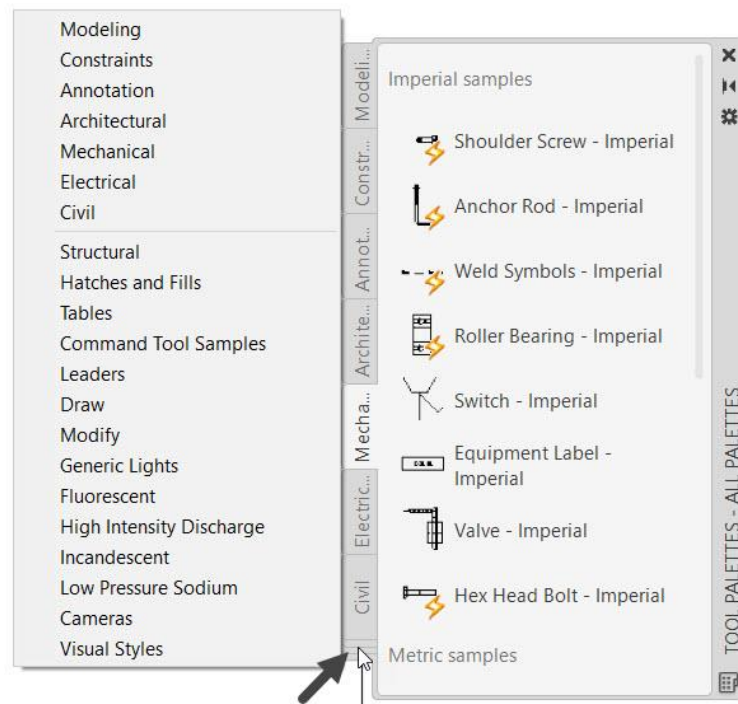 Modeling
Constraints
Annotation
Architectural
Mechanical
Electrical
Civil
Structural
Hatches and Fills
Tables
Command Tool Samples
Leaders
Draw
Modify
Generic Lights
Fluorescent
High Intensity Discharge
Incandescent
Low Pressure Sodium
Cameras
Visual Styles
Modeli...
Constr...
Annot...
Archite...
Mecha...
Electric...
Civil
Imperial samples
Shoulder Screw - Imperial
Anchor Rod - Imperial
Weld Symbols - Imperial
Roller Bearing - Imperial
Switch - Imperial
Equipment Label -
Imperial
Valve - Imperial
Hex Head Bolt - Imperial
Metric samples
TOOL PALETTES - ALL PALETTES